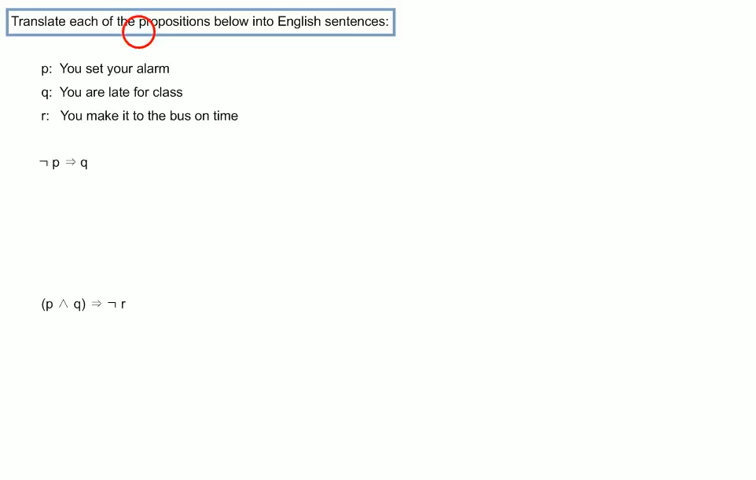 Translate each of the propositions below into English sentences:
p: You set your alarm
q: You are late for class
r: You make it to the bus on time
¬ p ⇒ q
(p ∧ q) ⇒ ¬ r